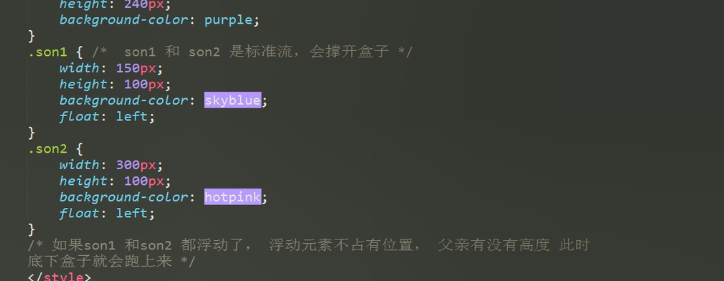 height: 240px;
background-color: purple;
}
.son1 { /*  son1 和 son2 是标准流，会撑开盒子 */
width: 150px;
height: 100px;
background-color: skyblue;
float: left;
}
.son2 {
width: 300px;
height: 100px;
background-color: hotpink;
float: left;
}
/* 如果son1 和son2 都浮动了， 浮动元素不占有位置， 父亲有没有高度 此时
底下盒子就会跑上来 */
</style>